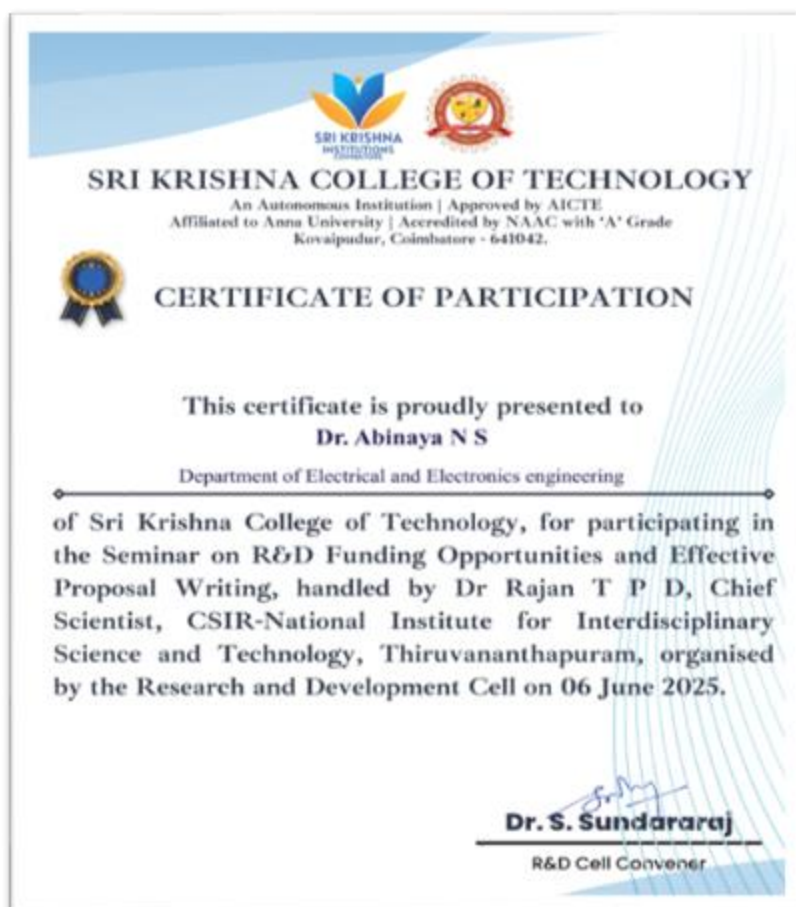 SRI KRISHNA
INSTITUTIONS
COIMBATORE
SRI KRISHNA COLLEGE OF TECHNOLOGY
An Autonomous Institution | Approved by AICTE
Affiliated to Anna University | Accredited by NAAC with 'A' Grade
Kovaipudur, Coimbatore - 641042.
CERTIFICATE OF PARTICIPATION
This certificate is proudly presented to
Dr. Abinaya N S
Department of Electrical and Electronics engineering
of Sri Krishna College of Technology, for participating in
the Seminar on R&D Funding Opportunities and Effective
Proposal Writing, handled by Dr Rajan T P D, Chief
Scientist, CSIR-National Institute for Interdisciplinary
Science and Technology, Thiruvananthapuram, organised
by the Research and Development Cell on 06 June 2025.
Dr. S. Sundararaj
R&D Cell Convener